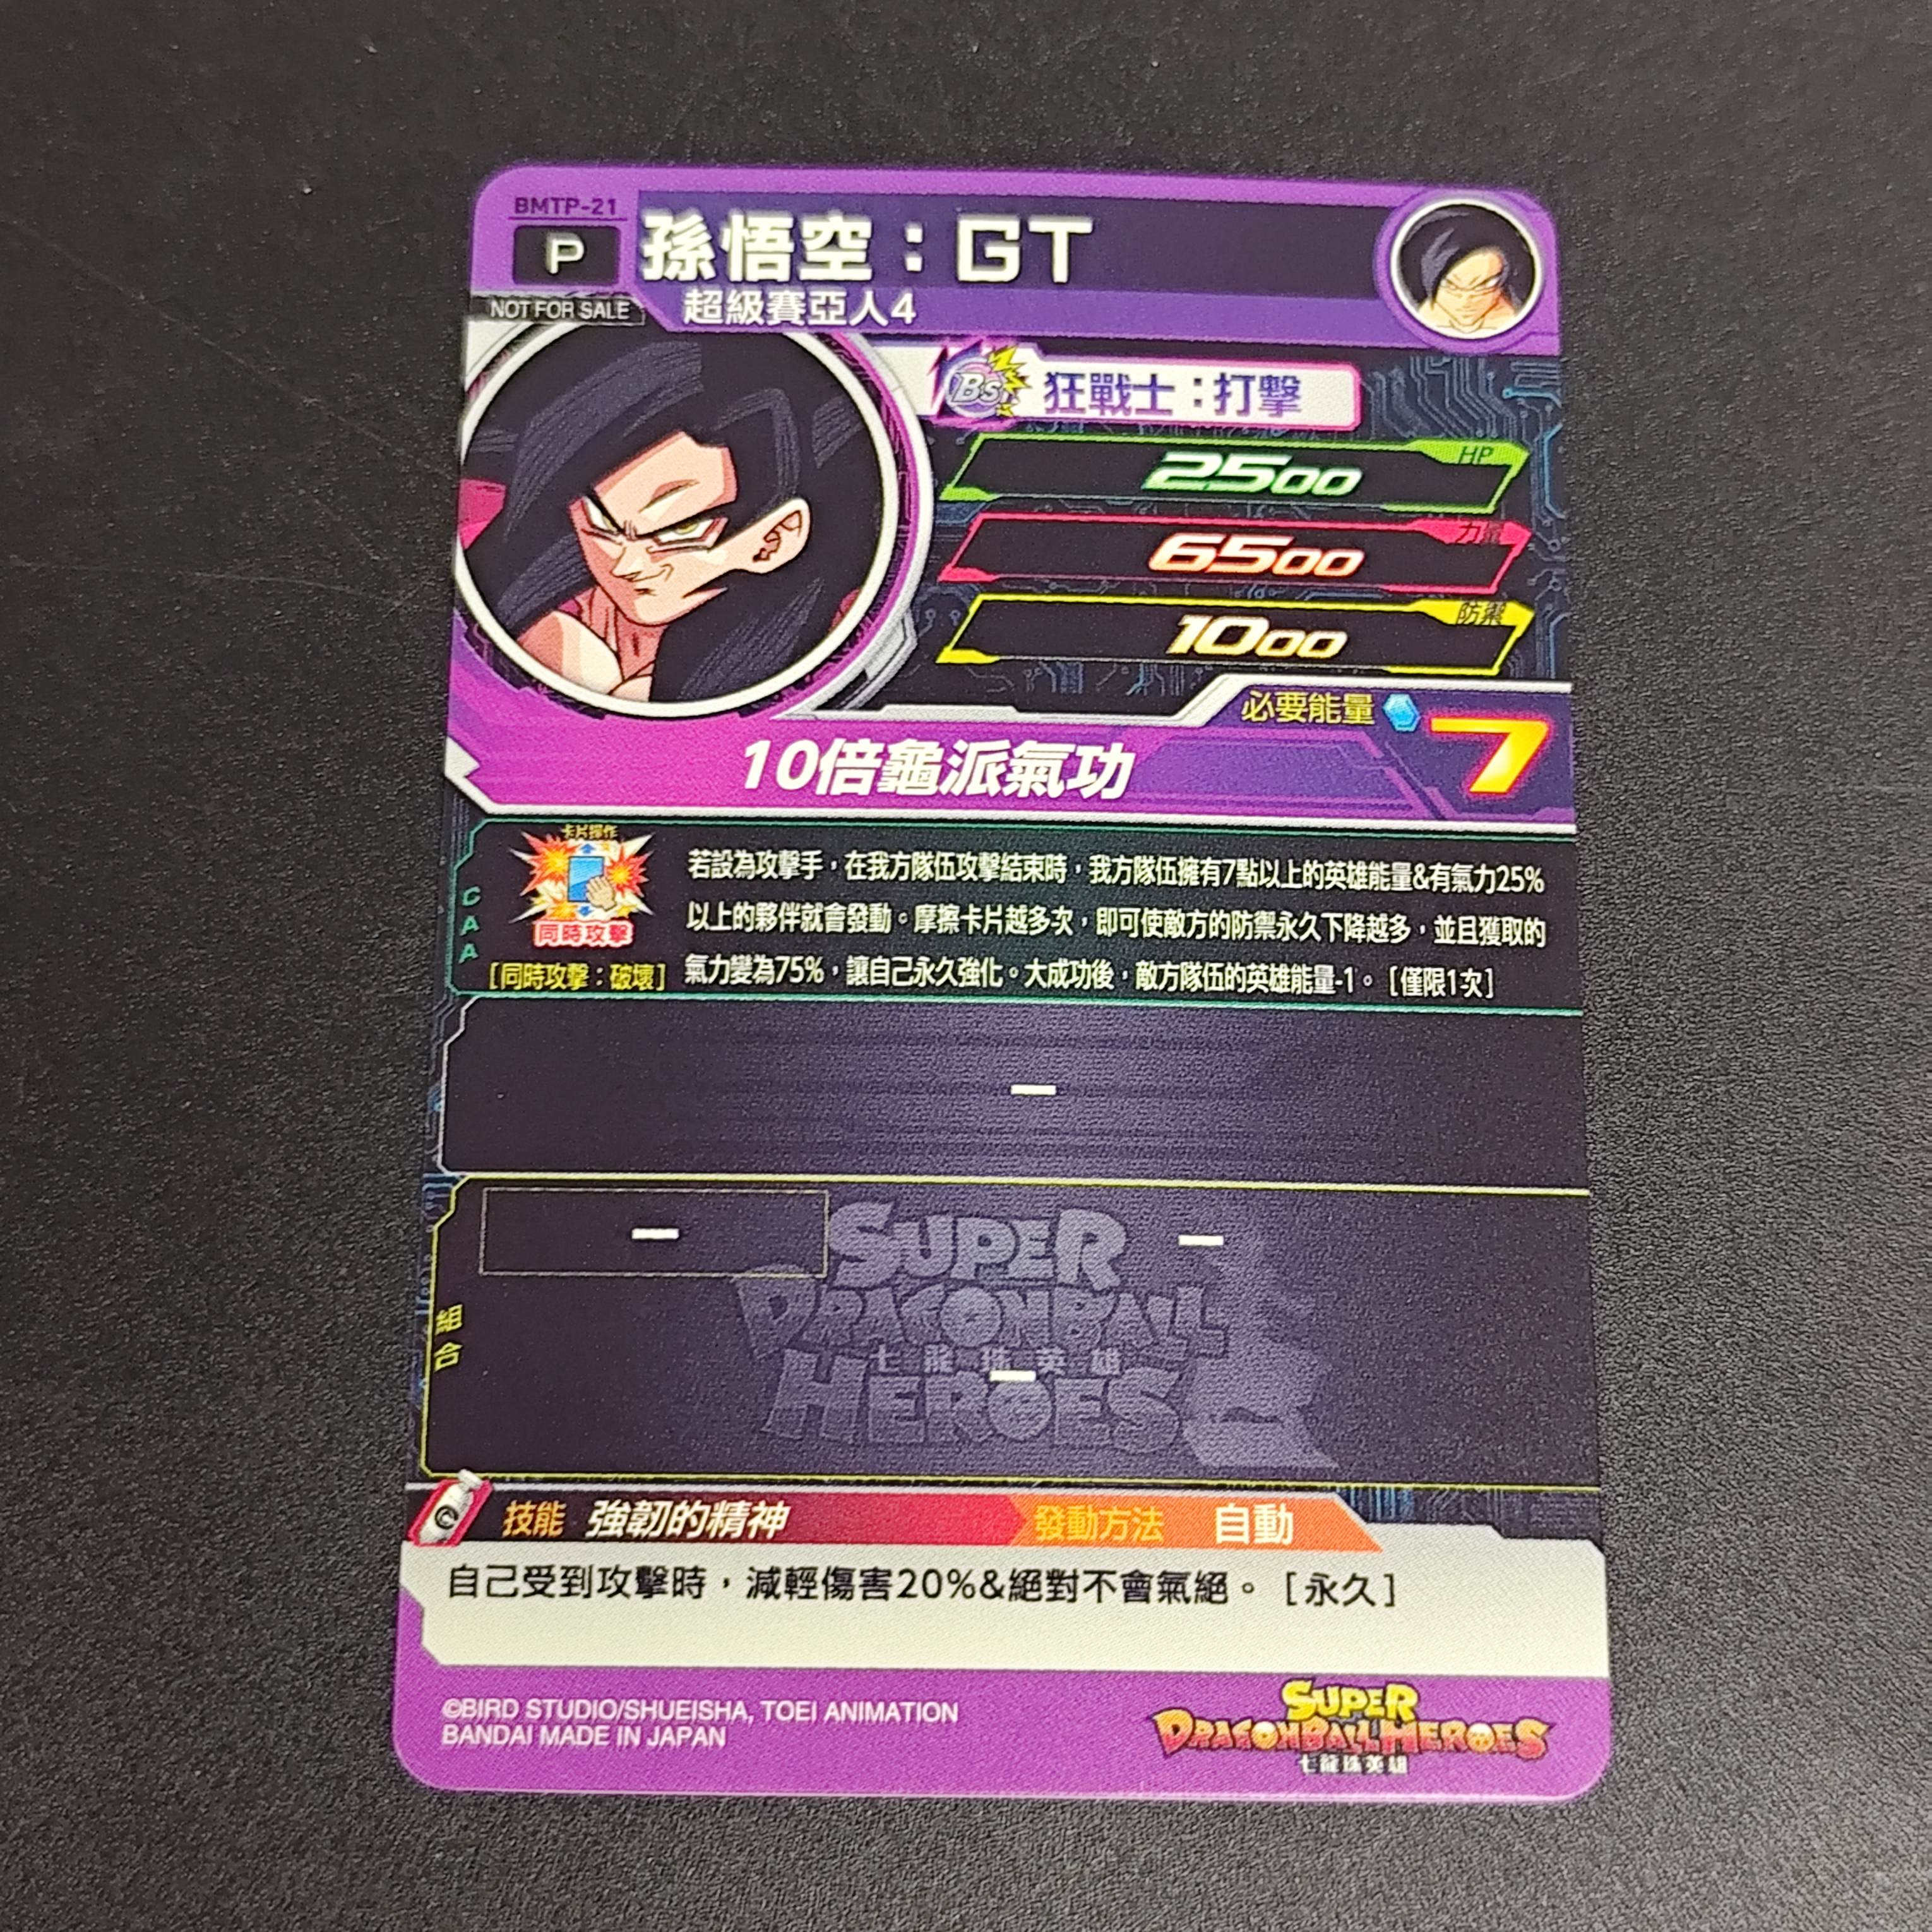 BMTP-21
P
NOT FOR SALE
孫悟空：GT
超級賽亞人4
Bs
狂戰士：打擊
HP
2500
力量
6500
防禦
1000
必要能量
7
10倍龜派氣功
CAA
卡片操作
同時攻擊
[同時攻擊：破壞]
若設為攻擊手，在我方隊伍攻擊結束時，我方隊伍擁有7點以上的英雄能量&有氣力25%
以上的夥伴就會發動。摩擦卡片越多次，即可使敵方的防禦永久下降越多，並且獲取的
氣力變為75%，讓自己永久強化。大成功後，敵方隊伍的英雄能量-1。[僅限1次]
—
組合
—
—
—
SUPER
DRAGONBALL
七龍珠英雄
HEROES
C
技能 強韌的精神
發動方法 自動
自己受到攻擊時，減輕傷害20%&絕對不會氣絕。[永久]
©BIRD STUDIO/SHUEISHA, TOEI ANIMATION
BANDAI MADE IN JAPAN
SUPER
DRAGONBALL HEROES
七龍珠英雄